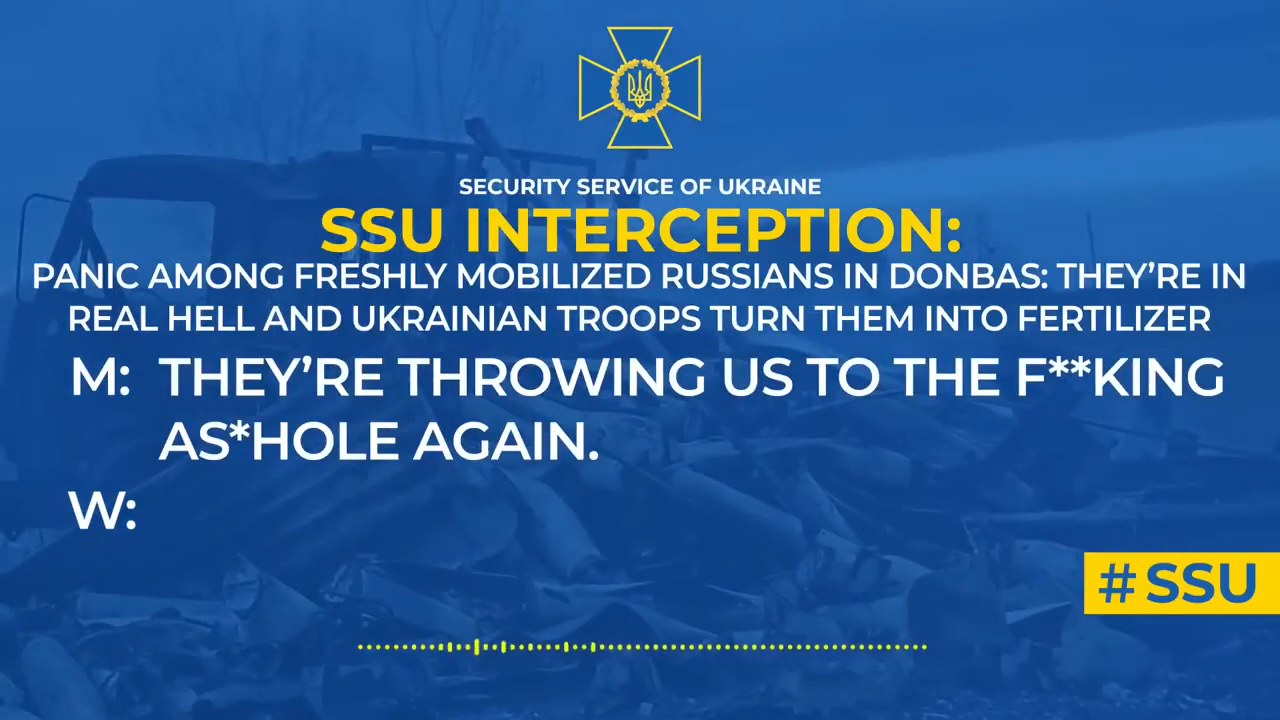 SECURITY SERVICE OF UKRAINE
SSU INTERCEPTION:
PANIC AMONG FRESHLY MOBILIZED RUSSIANS IN DONBAS: THEY’RE IN
REAL HELL AND UKRAINIAN TROOPS TURN THEM INTO FERTILIZER
M: THEY’RE THROWING US TO THE F**KING
AS*HOLE AGAIN.
W:
#SSU